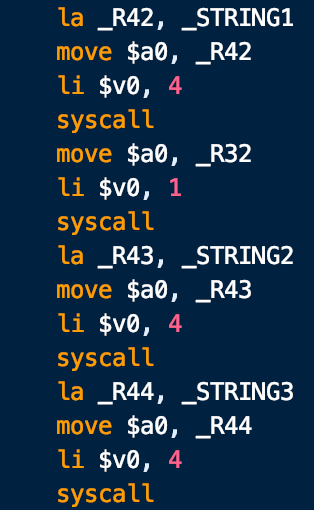 la _R42, _STRING1
move $a0, _R42
li $v0, 4
syscall
move $a0, _R32
li $v0, 1
syscall
la _R43, _STRING2
move $a0, _R43
li $v0, 4
syscall
la _R44, _STRING3
move $a0, _R44
li $v0, 4
syscall